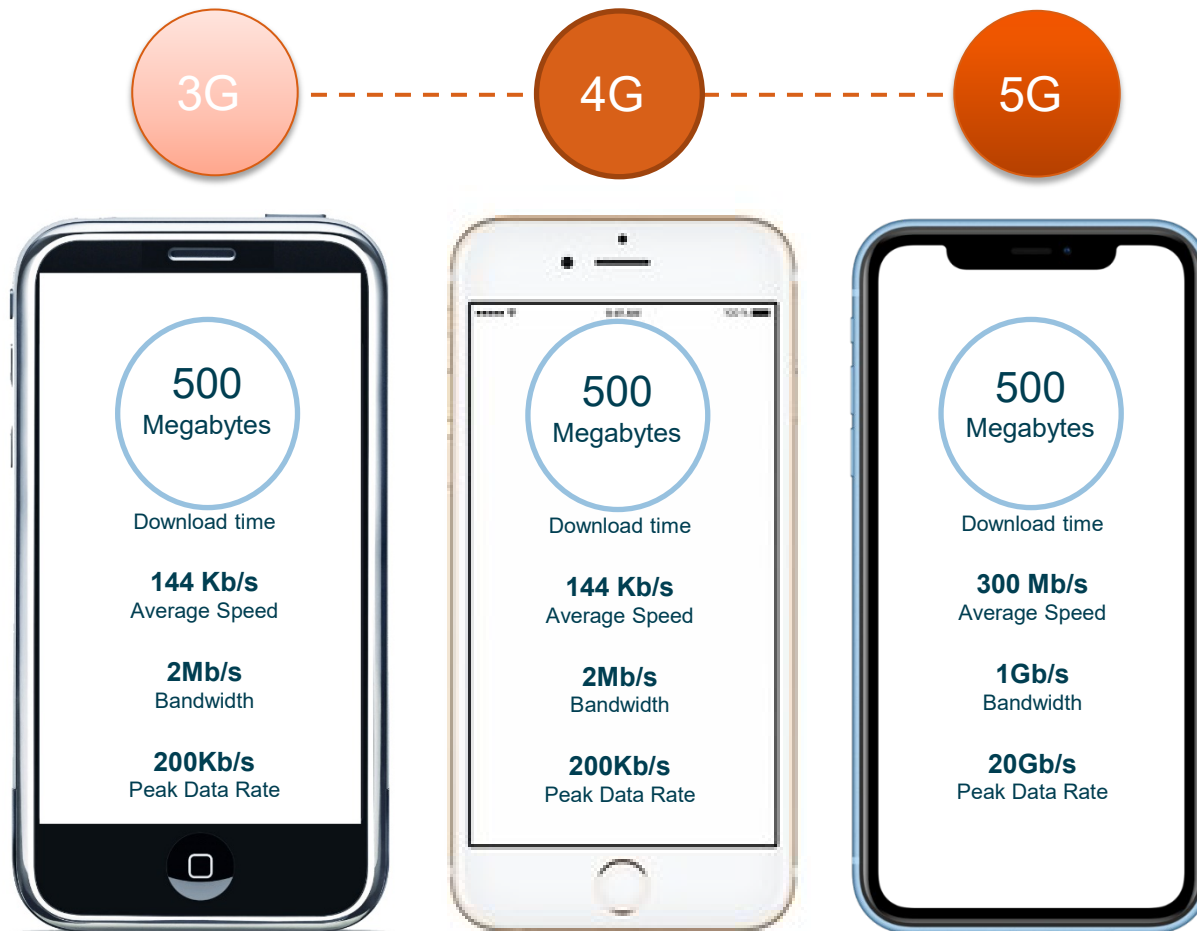 3G
4G
5G
500
Megabytes
Download time
144 Kb/s
Average Speed
2Mb/s
Bandwidth
200Kb/s
Peak Data Rate
500
Megabytes
Download time
144 Kb/s
Average Speed
2Mb/s
Bandwidth
200Kb/s
Peak Data Rate
500
Megabytes
Download time
300 Mb/s
Average Speed
1Gb/s
Bandwidth
20Gb/s
Peak Data Rate